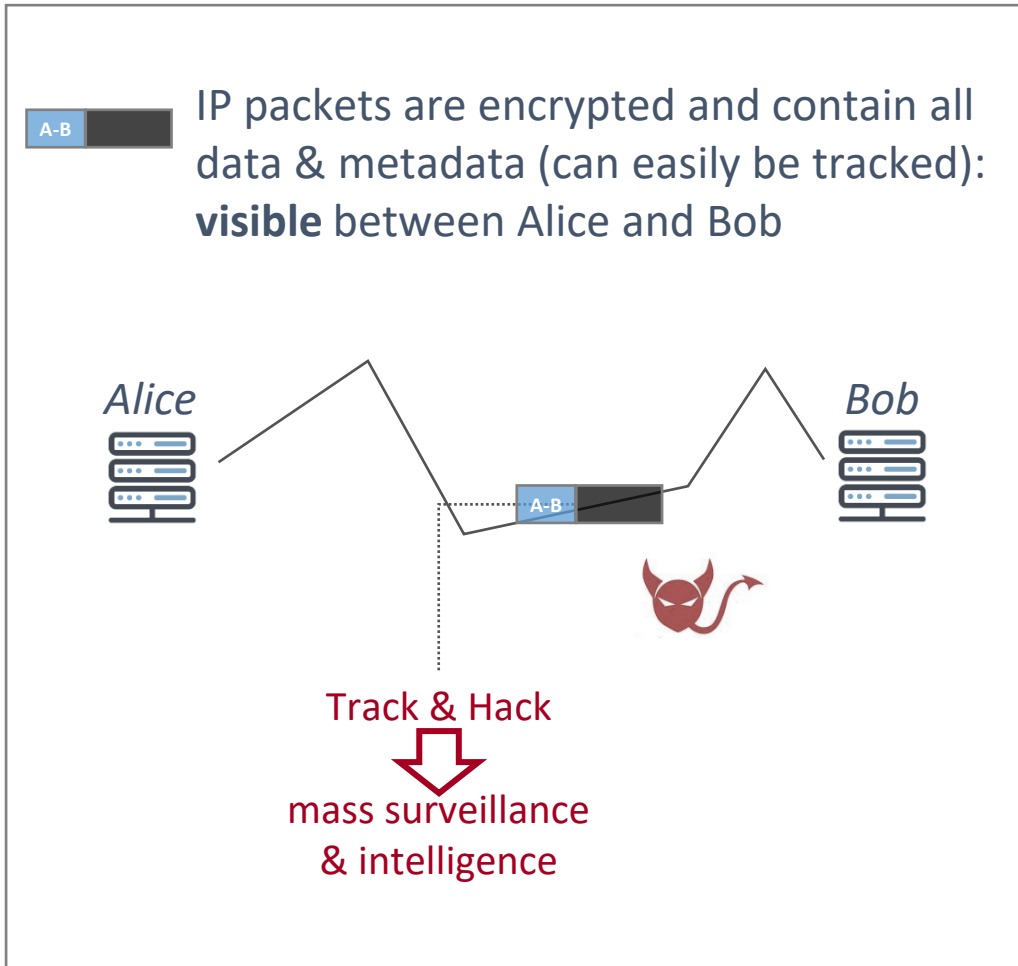 A-B
IP packets are encrypted and contain all
data & metadata (can easily be tracked):
visible between Alice and Bob
Alice
Bob
A-B
Track & Hack
mass surveillance
& intelligence